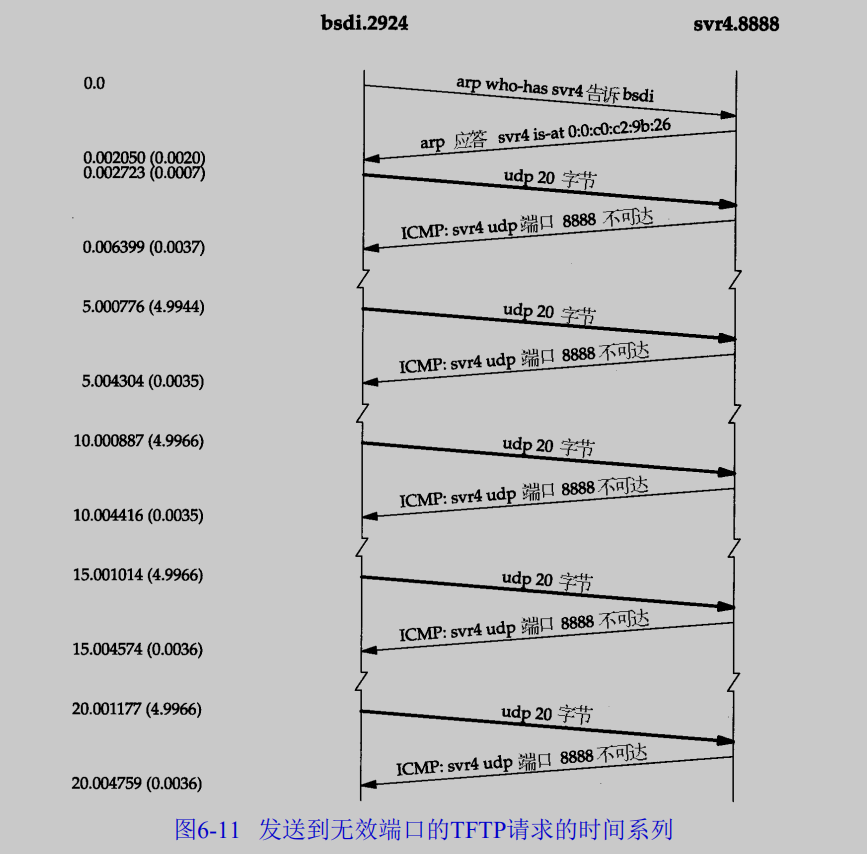 bsdi.2924 svr4.8888
0.0
arp who-has svr4 告诉 bsdi
arp 应答 svr4 is-at 0:0:c0:c2:9b:26
0.002050 (0.0020)
0.002723 (0.0007)
udp 20 字节
ICMP: svr4 udp 端口 8888 不可达
0.006399 (0.0037)
5.000776 (4.9944)
udp 20 字节
ICMP: svr4 udp 端口 8888 不可达
5.004304 (0.0035)
10.000887 (4.9966)
udp 20 字节
ICMP: svr4 udp 端口 8888 不可达
10.004416 (0.0035)
15.001014 (4.9966)
udp 20 字节
ICMP: svr4 udp 端口 8888 不可达
15.004574 (0.0036)
20.001177 (4.9966)
udp 20 字节
ICMP: svr4 udp 端口 8888 不可达
20.004759 (0.0036)
图6-11 发送到无效端口的TFTP请求的时间系列